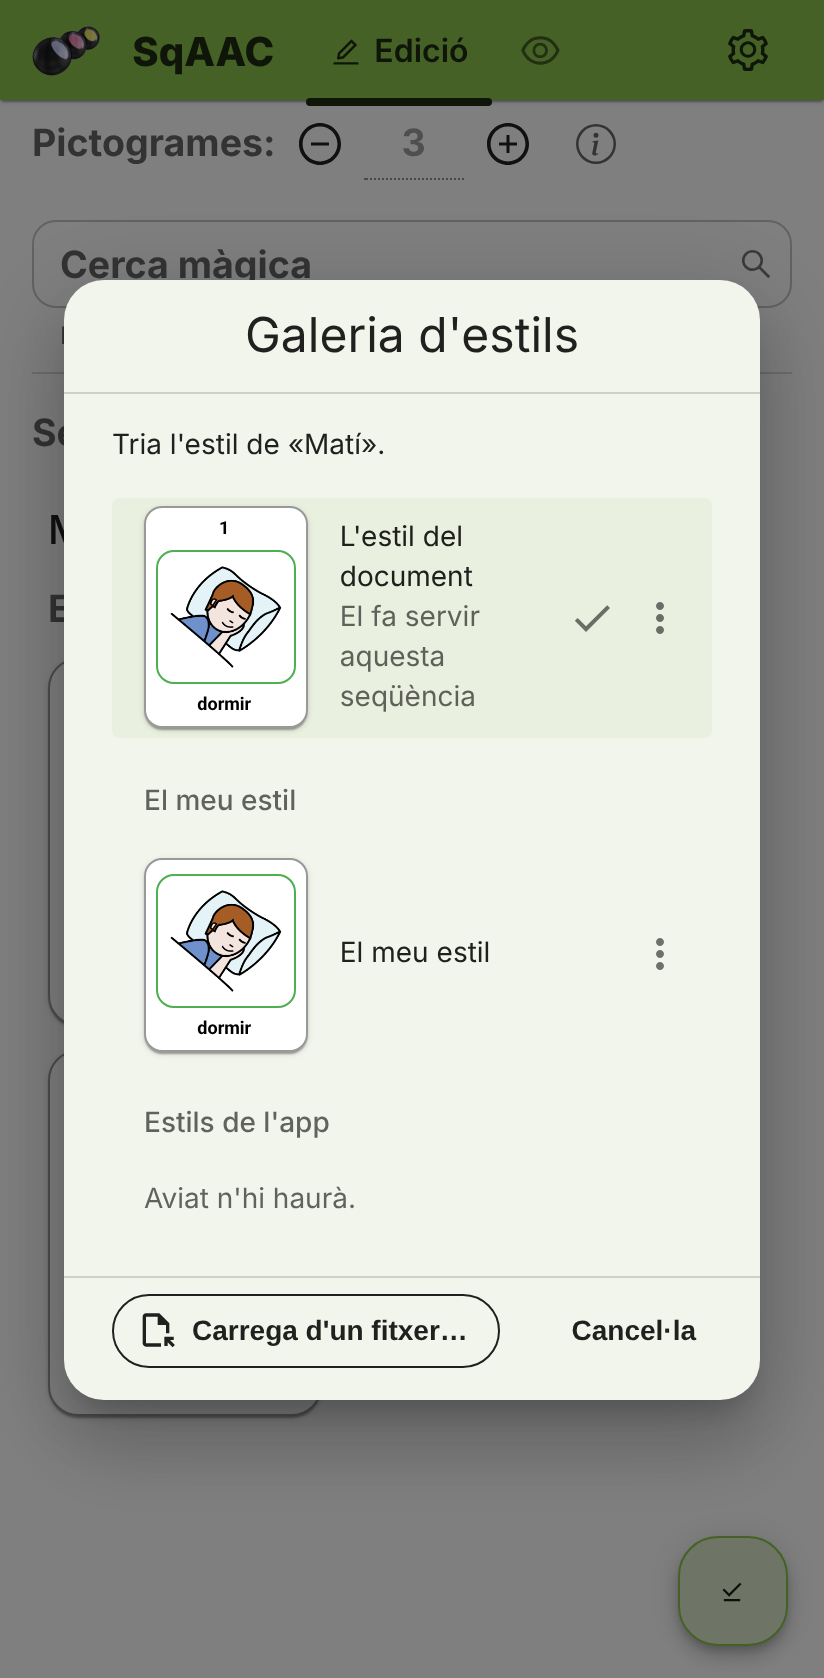 SqAAC
Edició
Pictogrames:
3
Cerca màgica
Galeria d'estils
Tria l'estil de «Matí».
1
dormir
L'estil del
document
El fa servir
aquesta
seqüència
El meu estil
dormir
El meu estil
Estils de l'app
Aviat n'hi haurà.
Carrega d'un fitxer...
Cancel·la